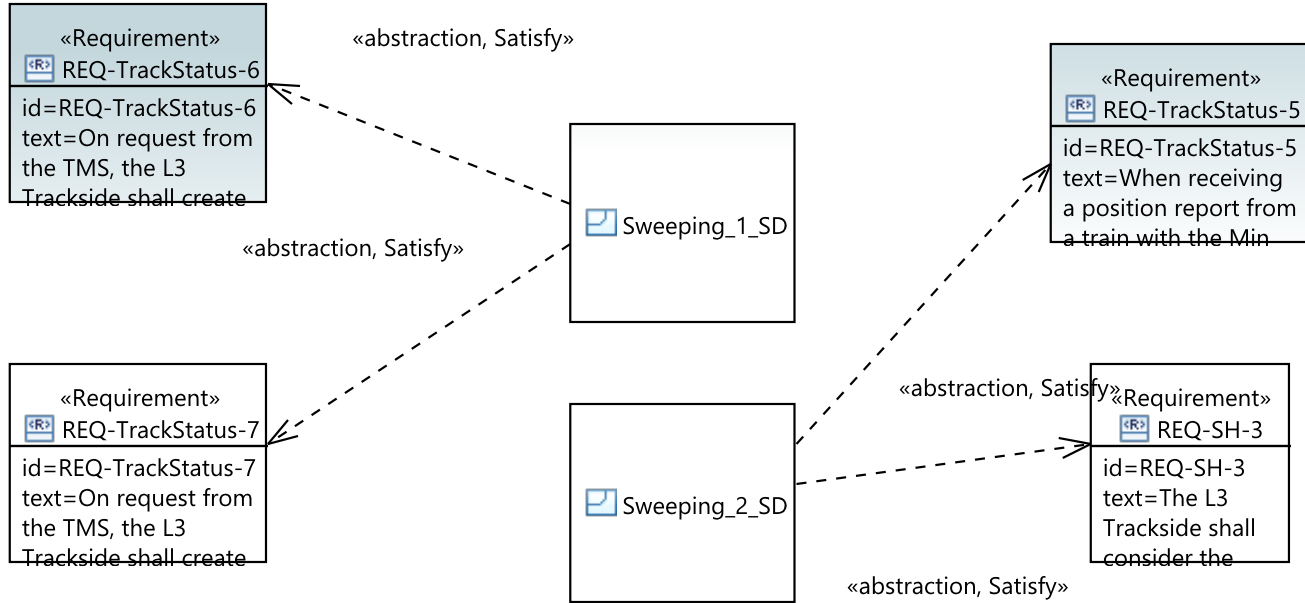 «Requirement»
<R> REQ-TrackStatus-6
id=REQ-TrackStatus-6
text=On request from
the TMS, the L3
Trackside shall create
«abstraction, Satisfy»
«abstraction, Satisfy»
Sweeping_1_SD
«Requirement»
<R> REQ-TrackStatus-5
id=REQ-TrackStatus-5
text=When receiving
a position report from
a train with the Min
«Requirement»
<R> REQ-TrackStatus-7
id=REQ-TrackStatus-7
text=On request from
the TMS, the L3
Trackside shall create
Sweeping_2_SD
«abstraction, Satisfy»
«Requirement»
<R> REQ-SH-3
id=REQ-SH-3
text=The L3
Trackside shall
consider the
«abstraction, Satisfy»